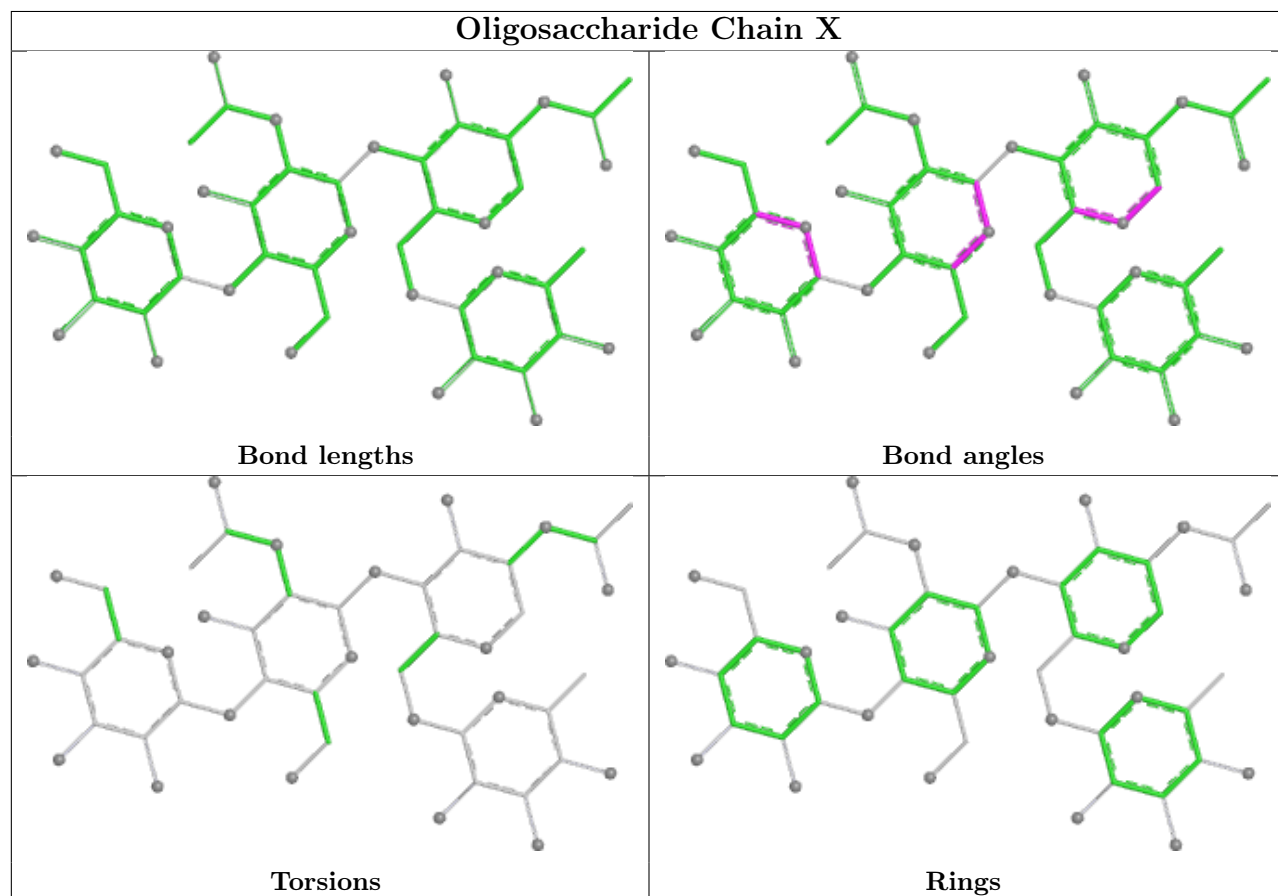 Oligosaccharide Chain X
Bond lengths
Bond angles
Torsions
Rings